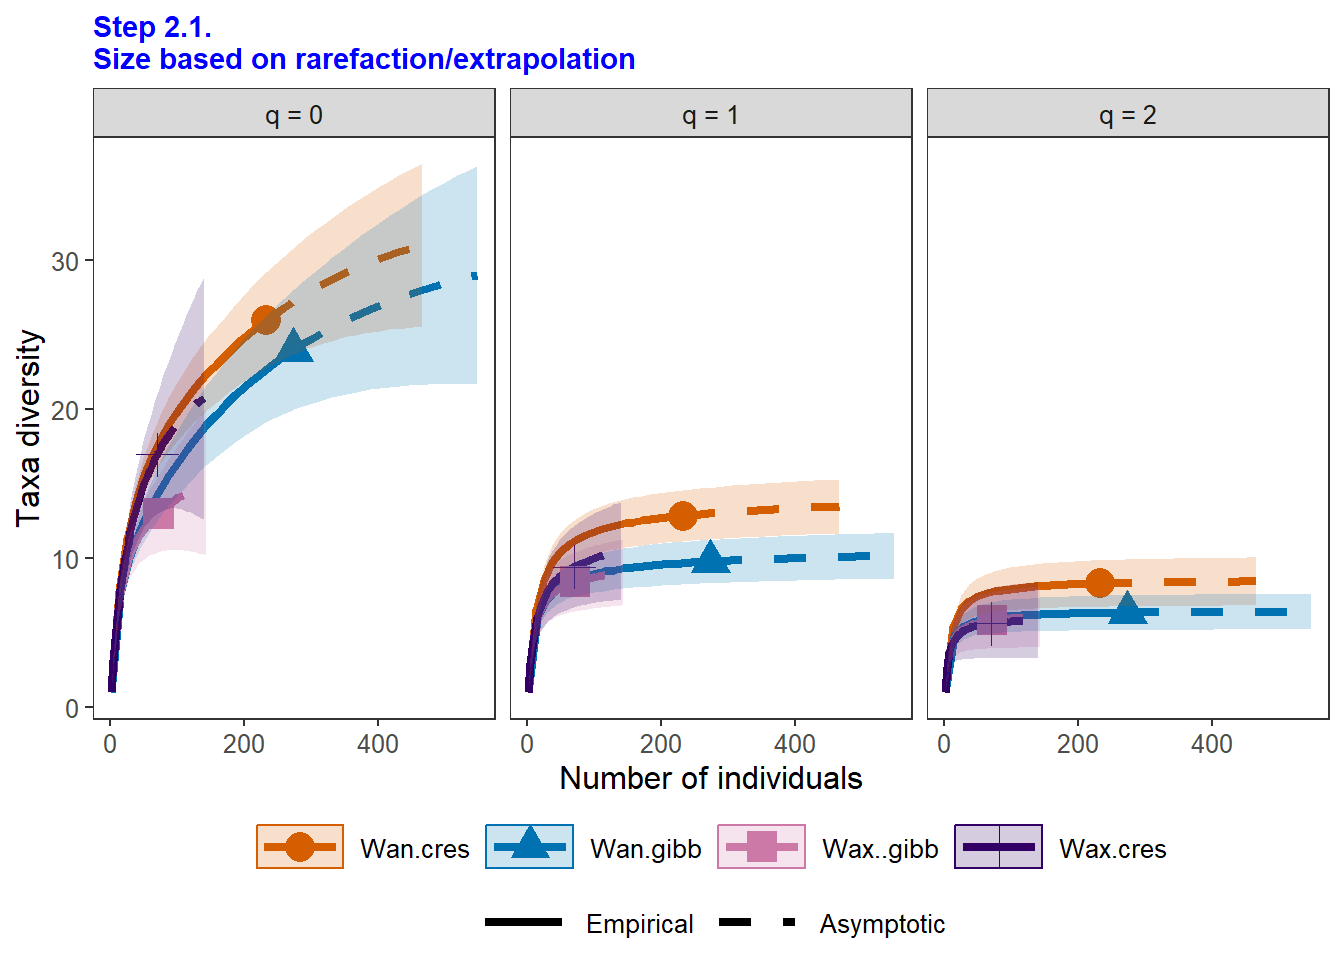 Step 2.1.
Size based on rarefaction/extrapolation
q = 0
q = 1
q = 2
Taxa diversity
30
20
10
0
0 200 400
0 200 400
0 200 400
Number of individuals
Wan.cres Wan.gibb Wax..gibb Wax.cres
Empirical Asymptotic